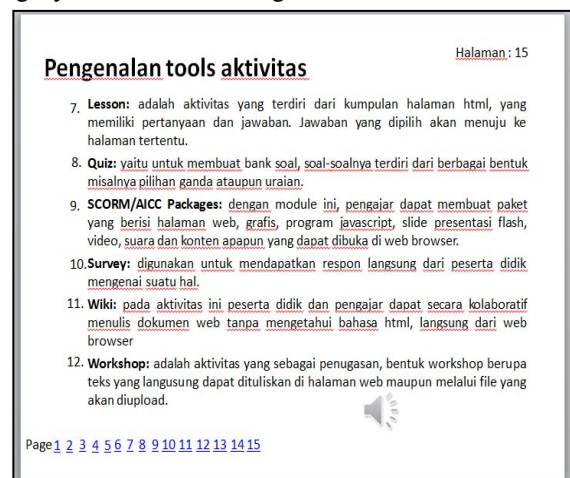 Halaman : 15
Pengenalan tools aktivitas
7. Lesson: adalah aktivitas yang terdiri dari kumpulan halaman html, yang
memiliki pertanyaan dan jawaban. Jawaban yang dipilih akan menuju ke
halaman tertentu.
8. Quiz: yaitu untuk membuat bank soal, soal-soalnya terdiri dari berbagai bentuk
misalnya pilihan ganda ataupun uraian.
9. SCORM/AICC Packages: dengan module ini, pengajar dapat membuat paket
yang berisi halaman web, grafis, program javascript, slide presentasi flash,
video, suara dan konten apapun yang dapat dibuka di web browser.
10. Survey: digunakan untuk mendapatkan respon langsung dari peserta didik
mengenai suatu hal.
11. Wiki: pada aktivitas ini peserta didik dan pengajar dapat secara kolaboratif
menulis dokumen web tanpa mengetahui bahasa html, langsung dari web
browser
12. Workshop: adalah aktivitas yang sebagai penugasan, bentuk workshop berupa
teks yang langusung dapat dituliskan di halaman web maupun melalui file yang
akan diupload.
Page 1 2 3 4 5 6 7 8 9 10 11 12 13 14 15